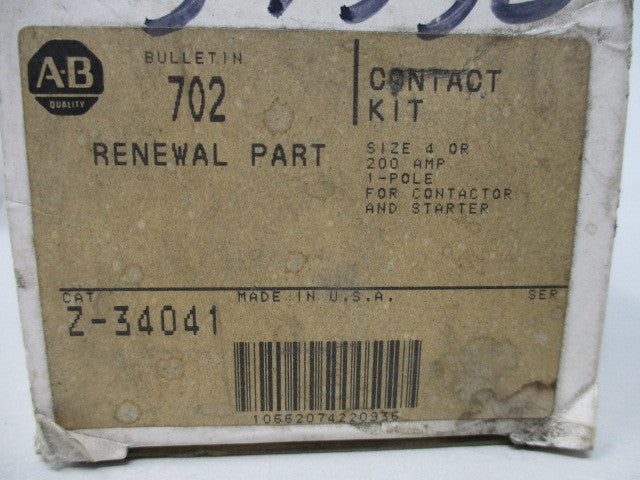 A-B
QUALITY
BULLETIN
702
RENEWAL PART
CONTACT
KIT
SIZE 4 OR
200 AMP
1-POLE
FOR CONTACTOR
AND STARTER
CAT
MADE IN U.S.A.
SER
Z-34041
10662074220936